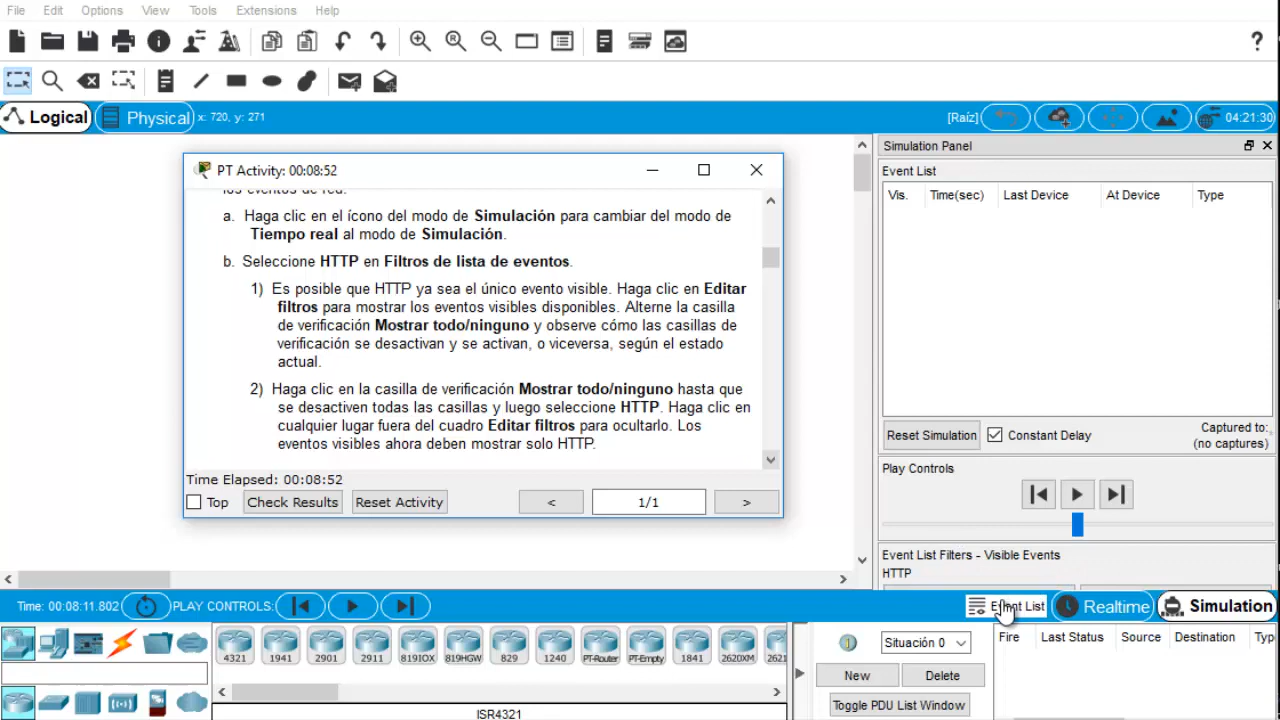 File Edit Options View Tools Extensions Help
?
Logical Physical x: 720, y: 271 [Raíz] 04:21:30
PT Activity: 00:08:52
los eventos de red.
a. Haga clic en el ícono del modo de Simulación para cambiar del modo de
Tiempo real al modo de Simulación.
b. Seleccione HTTP en Filtros de lista de eventos.
1) Es posible que HTTP ya sea el único evento visible. Haga clic en Editar
filtros para mostrar los eventos visibles disponibles. Alterne la casilla
de verificación Mostrar todo/ninguno y observe cómo las casillas de
verificación se desactivan y se activan, o viceversa, según el estado
actual.
2) Haga clic en la casilla de verificación Mostrar todo/ninguno hasta que
se desactiven todas las casillas y luego seleccione HTTP. Haga clic en
cualquier lugar fuera del cuadro Editar filtros para ocultarlo. Los
eventos visibles ahora deben mostrar solo HTTP.
Time Elapsed: 00:08:52
Top Check Results Reset Activity < 1/1 >
Simulation Panel
Event List
Vis. Time(sec) Last Device At Device Type
Reset Simulation Constant Delay
Captured to:
(no captures)
Play Controls
Event List Filters - Visible Events
HTTP
Time: 00:08:11.802 PLAY CONTROLS: Event List Realtime Simulation
4321 1941 2901 2911 819IOX 819HGW 829 1240 PT-Router PT-Empty 1841 2620XM 2621
ISR4321
1 Situación 0
New Delete
Toggle PDU List Window
Fire Last Status Source Destination Typ